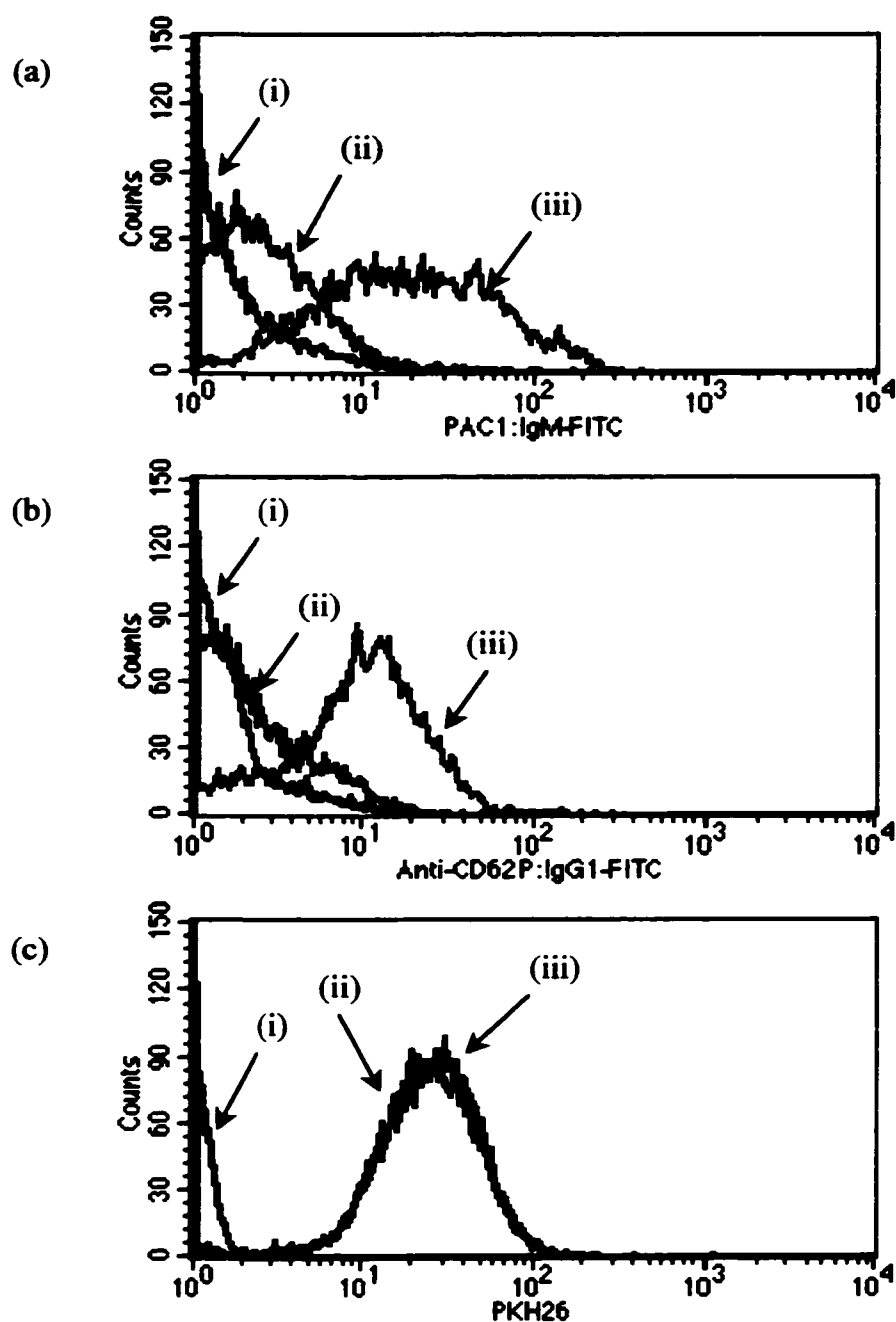 (a)
150
120
90
60
30
0
Counts
(i)
(ii)
(iii)
10^0 10^1 10^2 10^3 10^4
PAC1:IgM-FITC
(b)
150
120
90
60
30
0
Counts
(i)
(ii)
(iii)
10^0 10^1 10^2 10^3 10^4
Anti-CD62P:IgG1-FITC
(c)
150
120
90
60
30
0
Counts
(i)
(ii)
(iii)
10^0 10^1 10^2 10^3 10^4
PKH26